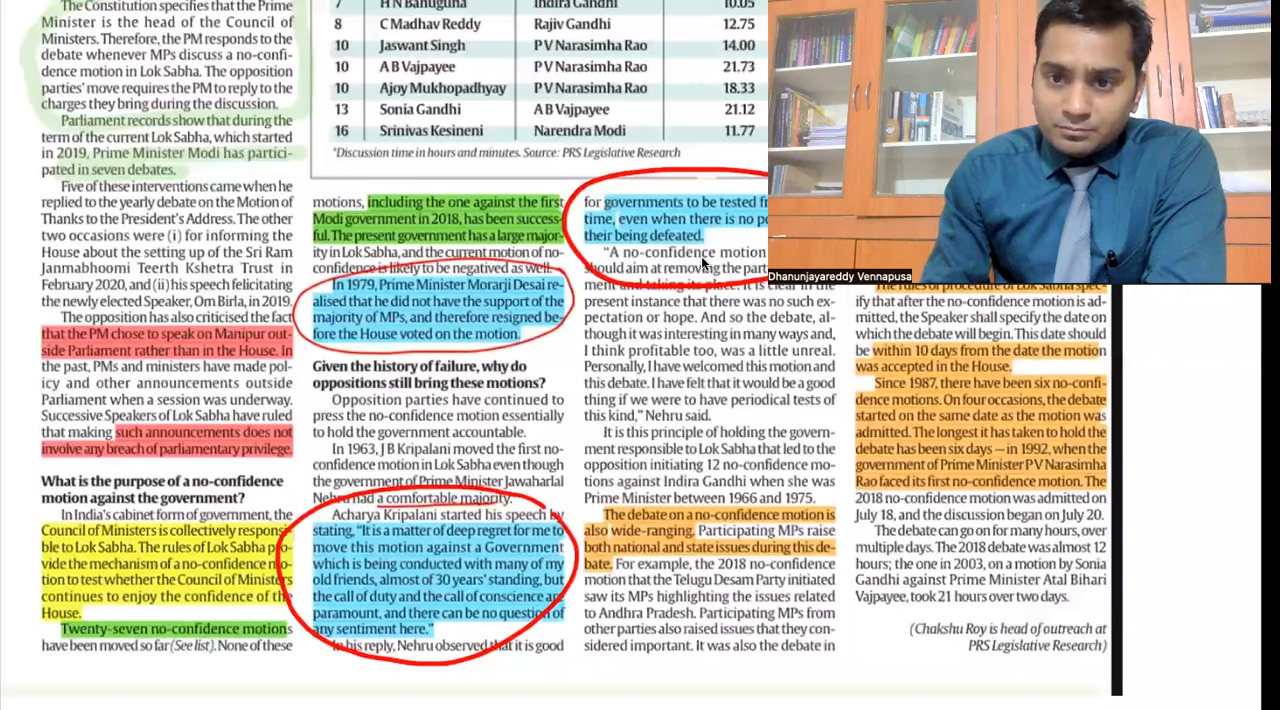 The Constitution specifies that the Prime
Minister is the head of the Council of
Ministers. Therefore, the PM responds to the
debate whenever MPs discuss a no-confi-
dence motion in Lok Sabha. The opposition
parties' move requires the PM to reply to the
charges they bring during the discussion.
Parliament records show that during the
term of the current Lok Sabha, which started
in 2019, Prime Minister Modi has partici-
pated in seven debates.
Five of these interventions came when he
replied to the yearly debate on the Motion of
Thanks to the President's Address. The other
two occasions were (i) for informing the
House about the setting up of the Sri Ram
Janmabhoomi Teerth Kshetra Trust in
February 2020, and (ii) his speech felicitating
the newly elected Speaker, Om Birla, in 2019.
The opposition has also criticised the fact
that the PM chose to speak on Manipur out-
side Parliament rather than in the House. In
the past, PMs and ministers have made pol-
icy and other announcements outside
Parliament when a session was underway.
Successive Speakers of Lok Sabha have ruled
that making such announcements does not
involve any breach of parliamentary privilege.
What is the purpose of a no-confidence
motion against the government?
In India's cabinet form of government, the
Council of Ministers is collectively responsi-
ble to Lok Sabha. The rules of Lok Sabha pro-
vide the mechanism of a no-confidence mo-
tion to test whether the Council of Ministers
continues to enjoy the confidence of the
House.
Twenty-seven no-confidence motions
have been moved so far (See list). None of these
7 H N Bahuguna Indira Gandhi 10.05
8 C Madhav Reddy Rajiv Gandhi 12.75
10 Jaswant Singh P V Narasimha Rao 14.00
10 A B Vajpayee P V Narasimha Rao 21.73
10 Ajoy Mukhopadhyay P V Narasimha Rao 18.33
13 Sonia Gandhi A B Vajpayee 21.12
16 Srinivas Kesineni Narendra Modi 11.77
*Discussion time in hours and minutes. Source: PRS Legislative Research
motions, including the one against the first
Modi government in 2018, has been success-
ful. The present government has a large major-
ity in Lok Sabha, and the current motion of no-
confidence is likely to be negatived as well.
In 1979, Prime Minister Morarji Desai re-
alised that he did not have the support of the
majority of MPs, and therefore resigned be-
fore the House voted on the motion.
Given the history of failure, why do
oppositions still bring these motions?
Opposition parties have continued to
press the no-confidence motion essentially
to hold the government accountable.
In 1963, J B Kripalani moved the first no-
confidence motion in Lok Sabha even though
the government of Prime Minister Jawaharlal
Nehru had a comfortable majority.
Acharya Kripalani started his speech by
stating, "It is a matter of deep regret for me to
move this motion against a Government
which is being conducted with many of my
old friends, almost of 30 years' standing, but
the call of duty and the call of conscience are
paramount, and there can be no question of
any sentiment here."
In his reply, Nehru observed that it is good
for governments to be tested
time, even when there is no
their being defeated.
"A no-confidence motion
should aim at removing the
ment and taking its place. It is clear in the
present instance that there was no such ex-
pectation or hope. And so the debate, al-
though it was interesting in many ways and,
I think profitable too, was a little unreal.
Personally, I have welcomed this motion and
this debate. I have felt that it would be a good
thing if we were to have periodical tests of
this kind," Nehru said.
It is this principle of holding the govern-
ment responsible to Lok Sabha that led to the
opposition initiating 12 no-confidence mo-
tions against Indira Gandhi when she was
Prime Minister between 1966 and 1975.
The debate on a no-confidence motion is
also wide-ranging. Participating MPs raise
both national and state issues during this de-
bate. For example, the 2018 no-confidence
motion that the Telugu Desam Party initiated
saw its MPs highlighting the issues related
to Andhra Pradesh. Participating MPs from
other parties also raised issues that they con-
sidered important. It was also the debate in
Dhanunjayareddy Vennapusa
The rules of procedure of Lok Sabha spec-
ify that after the no-confidence motion is ad-
mitted, the Speaker shall specify the date on
which the debate will begin. This date should
be within 10 days from the date the motion
was accepted in the House.
Since 1987, there have been six no-confi-
dence motions. On four occasions, the debate
started on the same date as the motion was
admitted. The longest it has taken to hold the
debate has been six days — in 1992, when the
government of Prime Minister P V Narasimha
Rao faced its first no-confidence motion. The
2018 no-confidence motion was admitted on
July 18, and the discussion began on July 20.
The debate can go on for many hours, over
multiple days. The 2018 debate was almost 12
hours; the one in 2003, on a motion by Sonia
Gandhi against Prime Minister Atal Bihari
Vajpayee, took 21 hours over two days.
(Chakshu Roy is head of outreach at
PRS Legislative Research)